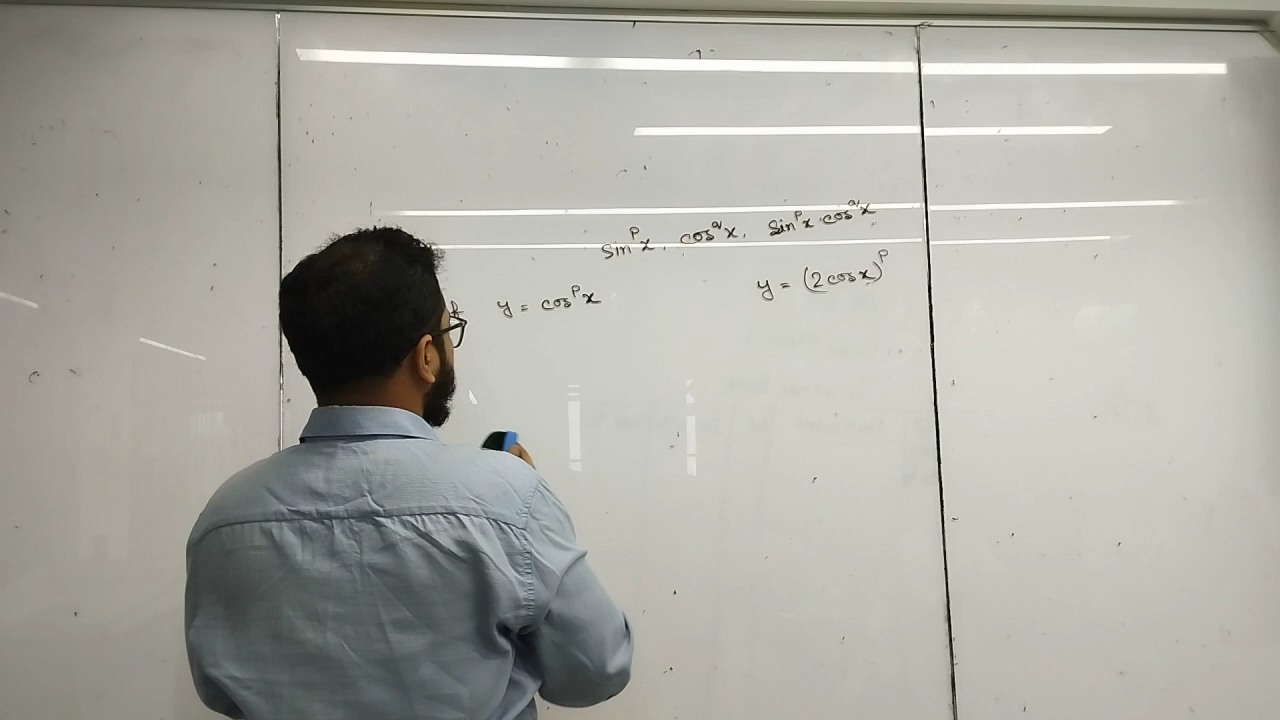 sin^p x, cos^q x, sin^p x cos^q x
y = cos^p x
y = (2 cos x)^p